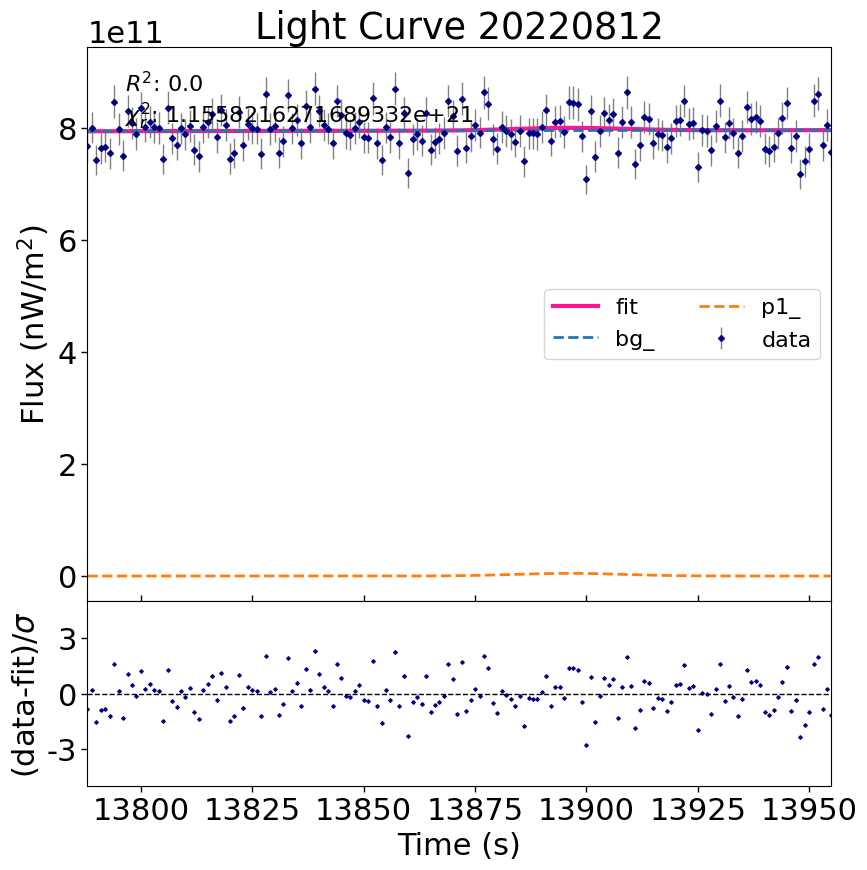 Light Curve 20220812
1e11
R²: 0.0
χ²ᵣ: 1.1558216271689332e+21
8
6
4
2
0
Flux (nW/m²)
fit
bg_
p1_
data
3
0
-3
(data-fit)/σ
13800 13825 13850 13875 13900 13925 13950
Time (s)